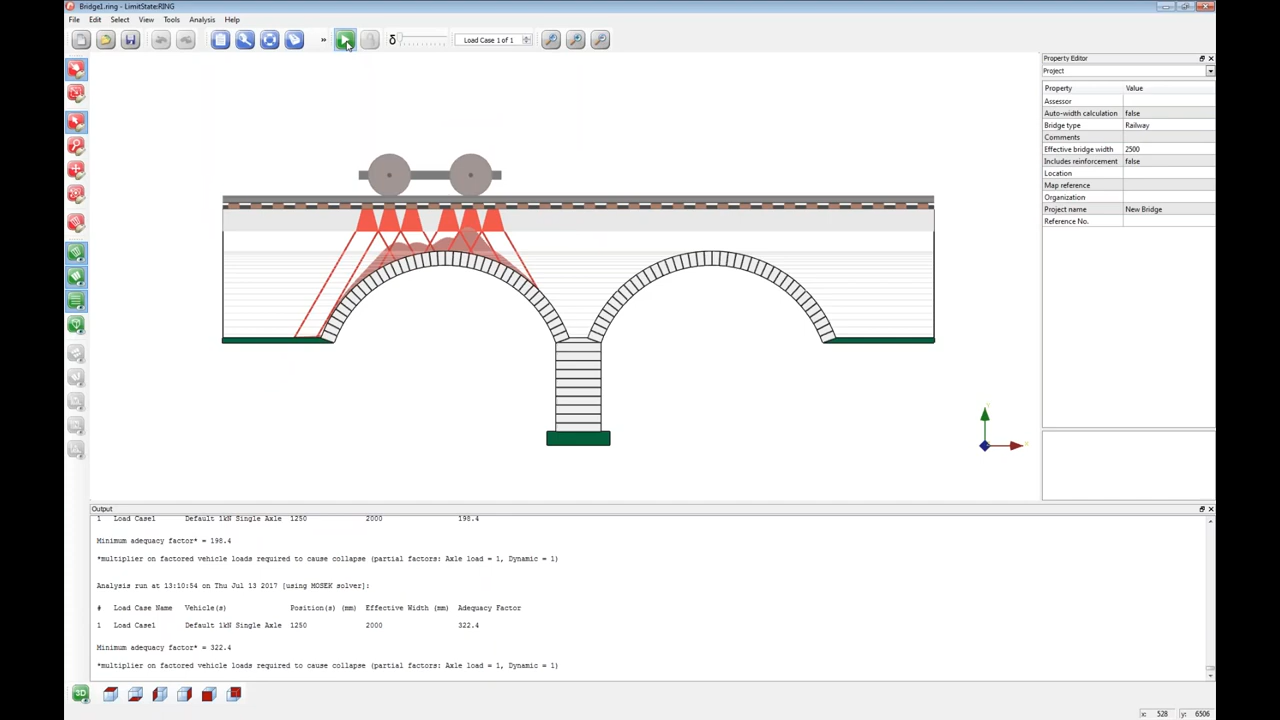 Bridge1.ring - LimitState:RING
File Edit Select View Tools Analysis Help
» δ Load Case 1 of 1
Property Editor
Project
Property Value
Assessor
Auto-width calculation false
Bridge type Railway
Comments
Effective bridge width 2500
Includes reinforcement false
Location
Map reference
Organization
Project name New Bridge
Reference No.
Output
1 Load Case1 Default 1kN Single Axle 1250 2000 198.4
Minimum adequacy factor* = 198.4
*multiplier on factored vehicle loads required to cause collapse (partial factors: Axle load = 1, Dynamic = 1)
Analysis run at 13:10:54 on Thu Jul 13 2017 [using MOSEK solver]:
# Load Case Name Vehicle(s) Position(s) (mm) Effective Width (mm) Adequacy Factor
1 Load Case1 Default 1kN Single Axle 1250 2000 322.4
Minimum adequacy factor* = 322.4
*multiplier on factored vehicle loads required to cause collapse (partial factors: Axle load = 1, Dynamic = 1)
3D
x: 528 y: 6506